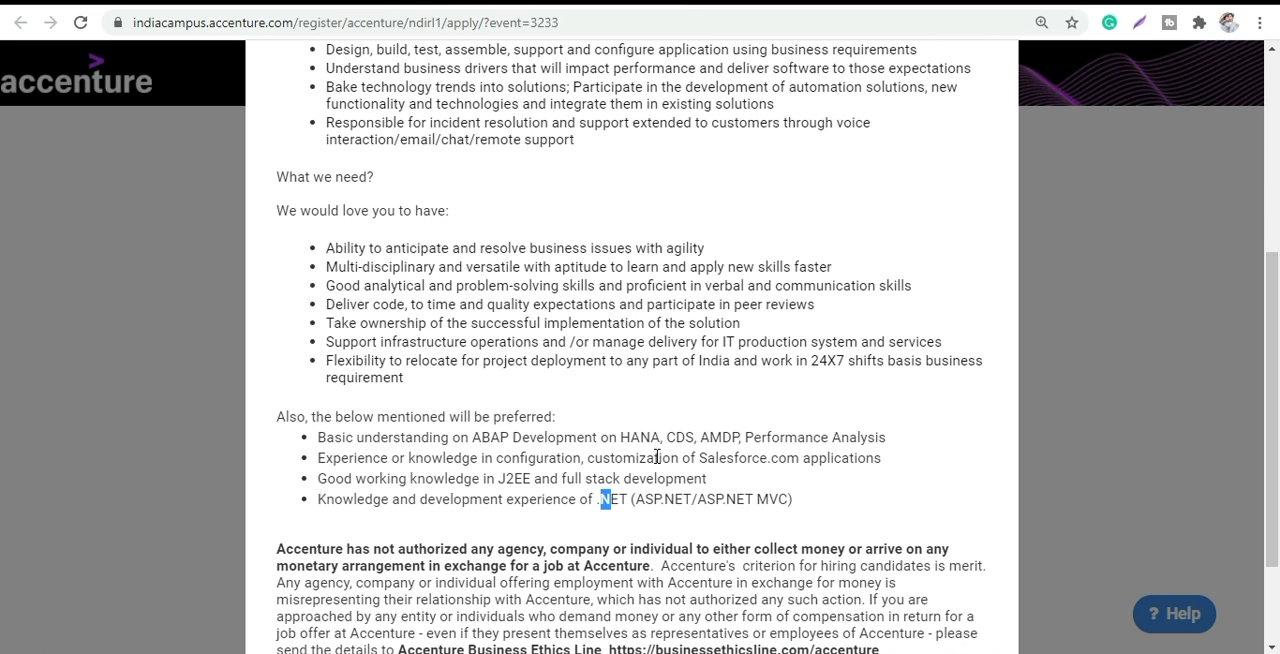 indiacampus.accenture.com/register/accenture/ndirl1/apply/?event=3233
accenture
Design, build, test, assemble, support and configure application using business requirements
Understand business drivers that will impact performance and deliver software to those expectations
Bake technology trends into solutions; Participate in the development of automation solutions, new
functionality and technologies and integrate them in existing solutions
Responsible for incident resolution and support extended to customers through voice
interaction/email/chat/remote support
What we need?
We would love you to have:
Ability to anticipate and resolve business issues with agility
Multi-disciplinary and versatile with aptitude to learn and apply new skills faster
Good analytical and problem-solving skills and proficient in verbal and communication skills
Deliver code, to time and quality expectations and participate in peer reviews
Take ownership of the successful implementation of the solution
Support infrastructure operations and /or manage delivery for IT production system and services
Flexibility to relocate for project deployment to any part of India and work in 24X7 shifts basis business
requirement
Also, the below mentioned will be preferred:
Basic understanding on ABAP Development on HANA, CDS, AMDP, Performance Analysis
Experience or knowledge in configuration, customization of Salesforce.com applications
Good working knowledge in J2EE and full stack development
Knowledge and development experience of .NET (ASP.NET/ASP.NET MVC)
Accenture has not authorized any agency, company or individual to either collect money or arrive on any
monetary arrangement in exchange for a job at Accenture. Accenture's criterion for hiring candidates is merit.
Any agency, company or individual offering employment with Accenture in exchange for money is
misrepresenting their relationship with Accenture, which has not authorized any such action. If you are
approached by any entity or individuals who demand money or any other form of compensation in return for a
job offer at Accenture - even if they present themselves as representatives or employees of Accenture - please
send the details to Accenture Business Ethics Line https://businessethicsline.com/accenture
? Help